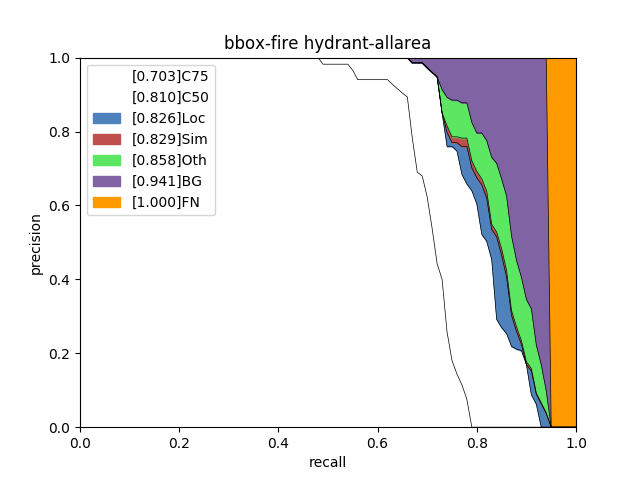 bbox-fire hydrant-allarea
1.0
0.8
0.6
0.4
0.2
0.0
precision
[0.703]C75
[0.810]C50
[0.826]Loc
[0.829]Sim
[0.858]Oth
[0.941]BG
[1.000]FN
0.0 0.2 0.4 0.6 0.8 1.0
recall